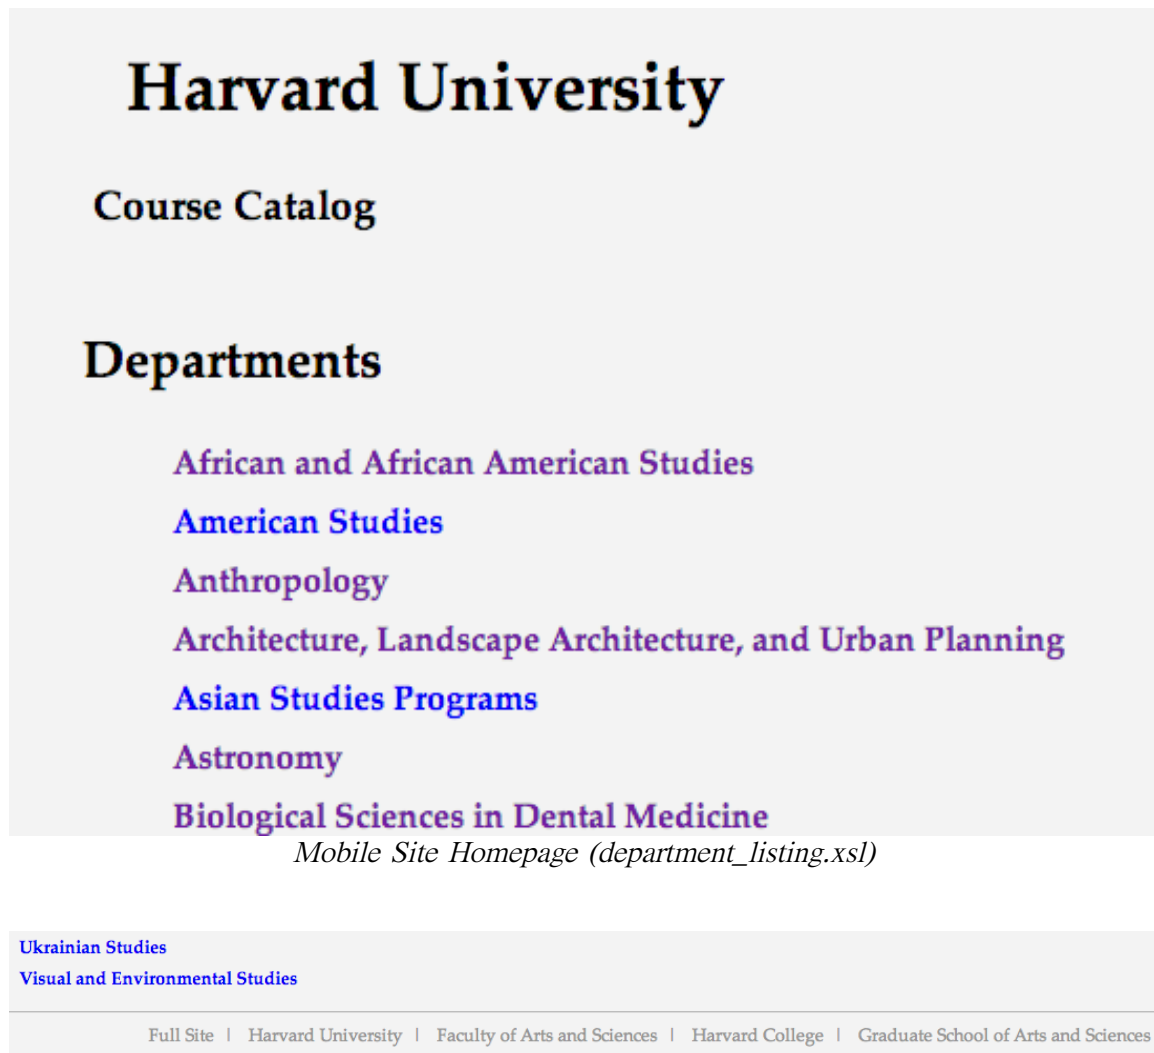 Harvard University
Course Catalog
Departments
African and African American Studies
American Studies
Anthropology
Architecture, Landscape Architecture, and Urban Planning
Asian Studies Programs
Astronomy
Biological Sciences in Dental Medicine
Mobile Site Homepage (department_listing.xsl)
Ukrainian Studies
Visual and Environmental Studies
Full Site | Harvard University | Faculty of Arts and Sciences | Harvard College | Graduate School of Arts and Sciences